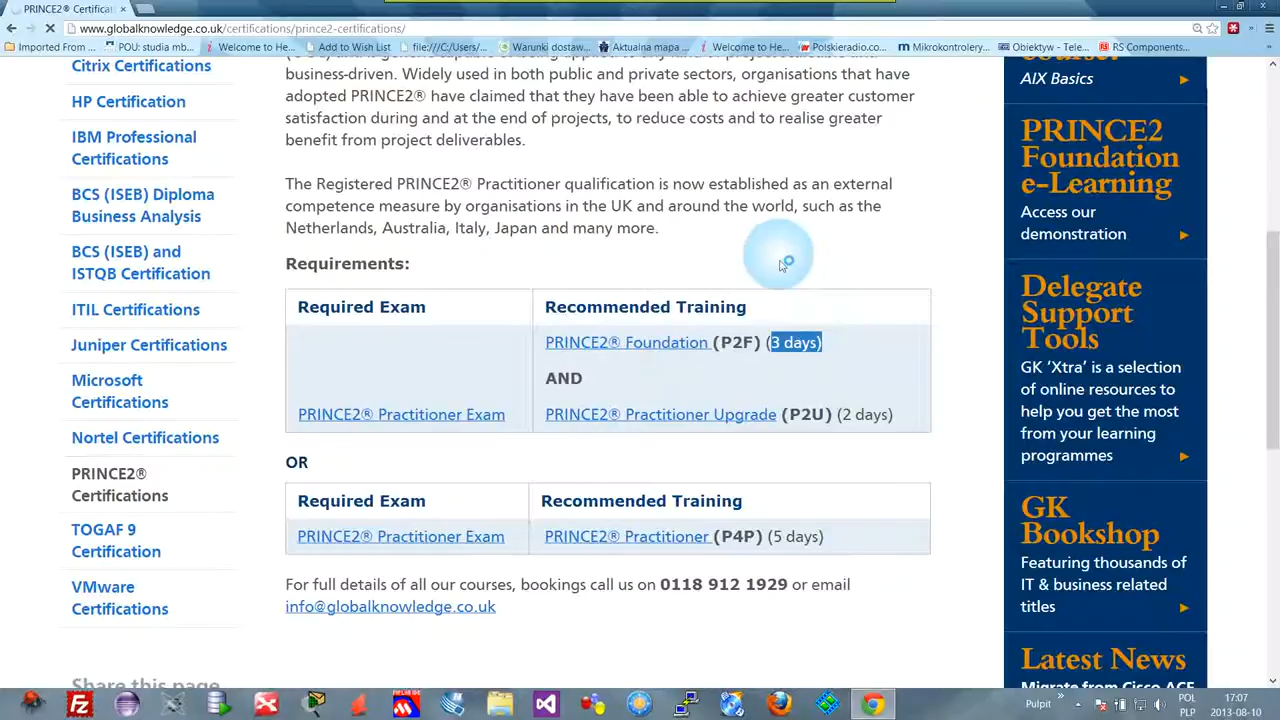 PRINCE2® Certifica
www.globalknowledge.co.uk/certifications/prince2-certifications/
Imported From ...
POU: studia mb...
Welcome to He...
Add to Wish List
file:///C:/Users/...
Warunki dostaw...
Aktualna mapa ...
Welcome to He...
Polskieradio.co...
Mikrokontrolery...
Obiektyw - Tele...
RS Components...
Citrix Certifications
HP Certification
IBM Professional
Certifications
BCS (ISEB) Diploma
Business Analysis
BCS (ISEB) and
ISTQB Certification
ITIL Certifications
Juniper Certification
Microsoft
Certifications
Nortel Certifications
PRINCE2®
Certifications
TOGAF 9
Certification
VMware
Certifications
business-driven. Widely used in both public and private sectors, organisations that have
adopted PRINCE2® have claimed that they have been able to achieve greater customer
satisfaction during and at the end of projects, to reduce costs and to realise greater
benefit from project deliverables.
The Registered PRINCE2® Practitioner qualification is now established as an external
competence measure by organisations in the UK and around the world, such as the
Netherlands, Australia, Italy, Japan and many more.
Requirements:
Required Exam
Recommended Training
PRINCE2® Foundation (P2F) (3 days)
AND
PRINCE2® Practitioner Exam
PRINCE2® Practitioner Upgrade (P2U) (2 days)
OR
Required Exam
Recommended Training
PRINCE2® Practitioner Exam
PRINCE2® Practitioner (P4P) (5 days)
For full details of all our courses, bookings call us on 0118 912 1929 or email
info@globalknowledge.co.uk
Share this page
course:
AIX Basics
PRINCE2
Foundation
e-Learning
Access our
demonstration
Delegate
Support
Tools
GK ‘Xtra’ is a selection
of online resources to
help you get the most
from your learning
programmes
GK
Bookshop
Featuring thousands of
IT & business related
titles
Latest News
Migrate from Cisco ACE
Pulpit
POL
PLP
17:07
2013-08-10